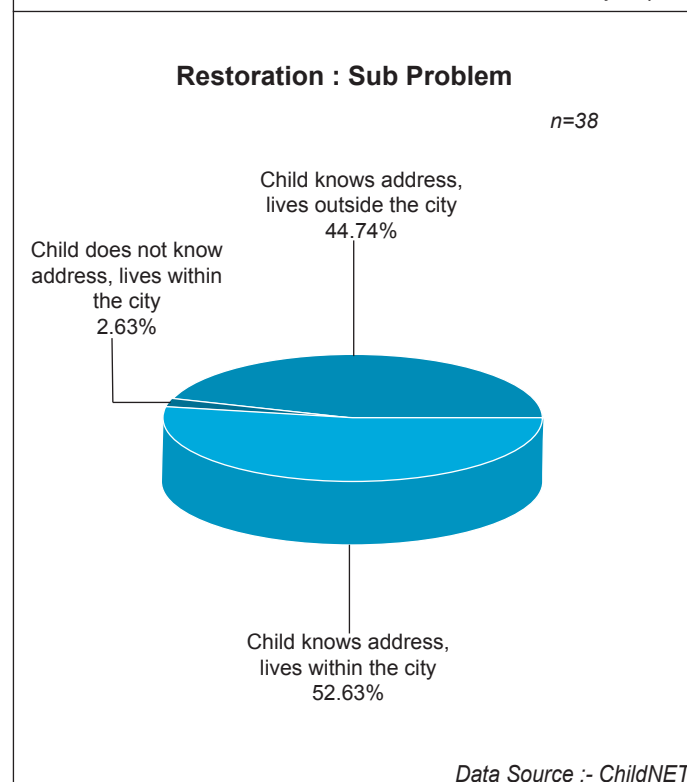 Restoration : Sub Problem
n=38
Child knows address,
lives outside the city
44.74%
Child does not know
address, lives within
the city
2.63%
Child knows address,
lives within the city
52.63%
Data Source :- ChildNET